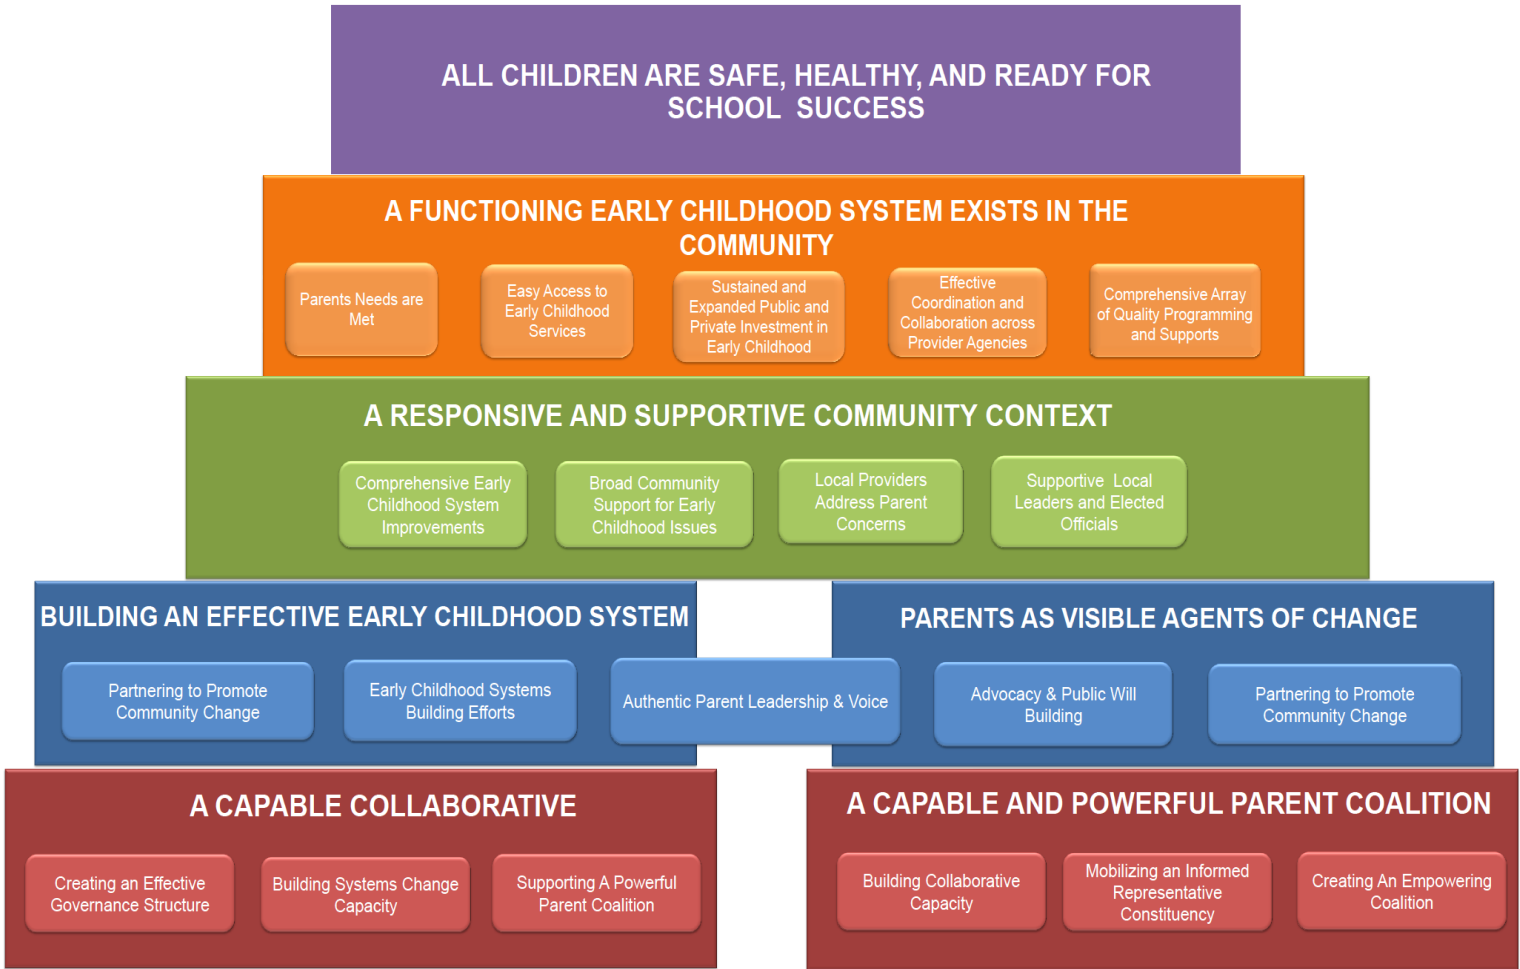 ALL CHILDREN ARE SAFE, HEALTHY, AND READY FOR
SCHOOL SUCCESS
A FUNCTIONING EARLY CHILDHOOD SYSTEM EXISTS IN THE
COMMUNITY
Parents Needs are
Met
Easy Access to
Early Childhood
Services
Sustained and
Expanded Public and
Private Investment in
Early Childhood
Effective
Coordination and
Collaboration across
Provider Agencies
Comprehensive Array
of Quality Programming
and Supports
A RESPONSIVE AND SUPPORTIVE COMMUNITY CONTEXT
Comprehensive Early
Childhood System
Improvements
Broad Community
Support for Early
Childhood Issues
Local Providers
Address Parent
Concerns
Supportive Local
Leaders and Elected
Officials
BUILDING AN EFFECTIVE EARLY CHILDHOOD SYSTEM
PARENTS AS VISIBLE AGENTS OF CHANGE
Partnering to Promote
Community Change
Early Childhood Systems
Building Efforts
Authentic Parent Leadership & Voice
Advocacy & Public Will
Building
Partnering to Promote
Community Change
A CAPABLE COLLABORATIVE
Creating an Effective
Governance Structure
Building Systems Change
Capacity
Supporting A Powerful
Parent Coalition
A CAPABLE AND POWERFUL PARENT COALITION
Building Collaborative
Capacity
Mobilizing an Informed
Representative
Constituency
Creating An Empowering
Coalition